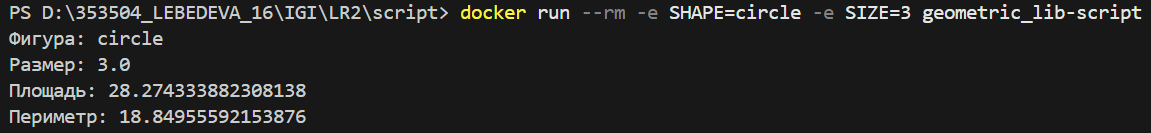 PS D:\353504_LEBEDEVA_16\IGI\LR2\script> docker run --rm -e SHAPE=circle -e SIZE=3 geometric_lib-script
Фигура: circle
Размер: 3.0
Площадь: 28.274333882308138
Периметр: 18.84955592153876